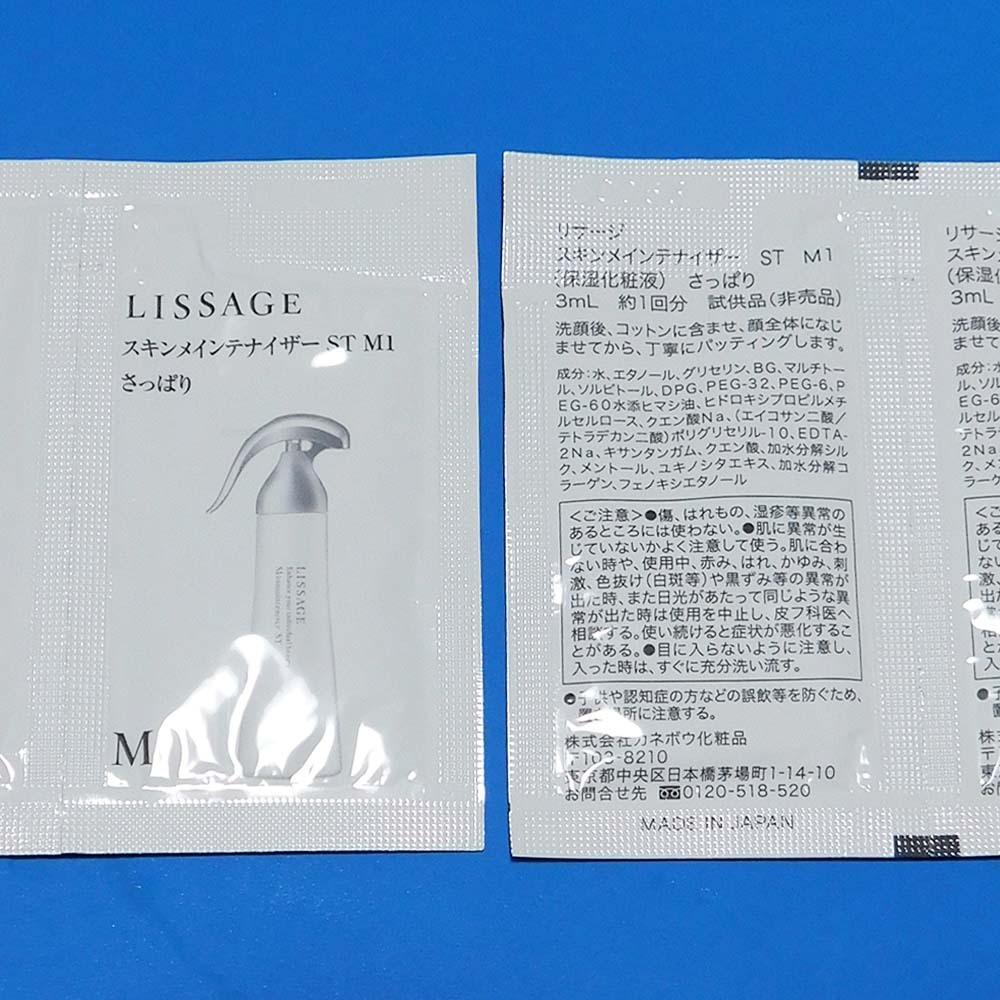 LISSAGE
スキンメインテナイザー ST M1
さっぱり
LISSAGE
M
リサージ
スキンメインテナイザー ST M1
(保湿化粧液) さっぱり
3mL 約1回分 試供品(非売品)
洗顔後、コットンに含ませ、顔全体になじ
ませてから、丁寧にパッティングします。
成分:水、エタノール、グリセリン、BG、マルチトー
ル、ソルビトール、DPG、PEG-32、PEG-6、P
EG-60水添ヒマシ油、ヒドロキシプロピルメチ
ルセルロース、クエン酸Na、(エイコサン二酸/
テトラデカン二酸)ポリグリセリル-10、EDTA-
2Na、キサンタンガム、クエン酸、加水分解シル
ク、メントール、ユキノシタエキス、加水分解コ
ラーゲン、フェノキシエタノール
<ご注意>●傷、はれもの、湿疹等異常の
あるところには使わない。●肌に異常が生
じていないかよく注意して使う。肌に合わ
ない時や、使用中、赤み、はれ、かゆみ、刺
激、色抜け(白斑等)や黒ずみ等の異常が
出た時、また日光があたって同じような異
常が出た時は使用を中止し、皮フ科医へ
相談する。使い続けると症状が悪化するこ
とがある。●目に入らないように注意し、
入った時は、すぐに充分洗い流す。
●子供や認知症の方などの誤飲等を防ぐため、
置き場所に注意する。
株式会社カネボウ化粧品
〒103-8210
東京都中央区日本橋茅場町1-14-10
お問合せ先 0120-518-520
MADE IN JAPAN
リサージ
スキン
(保湿
3mL
洗顔後
ませて